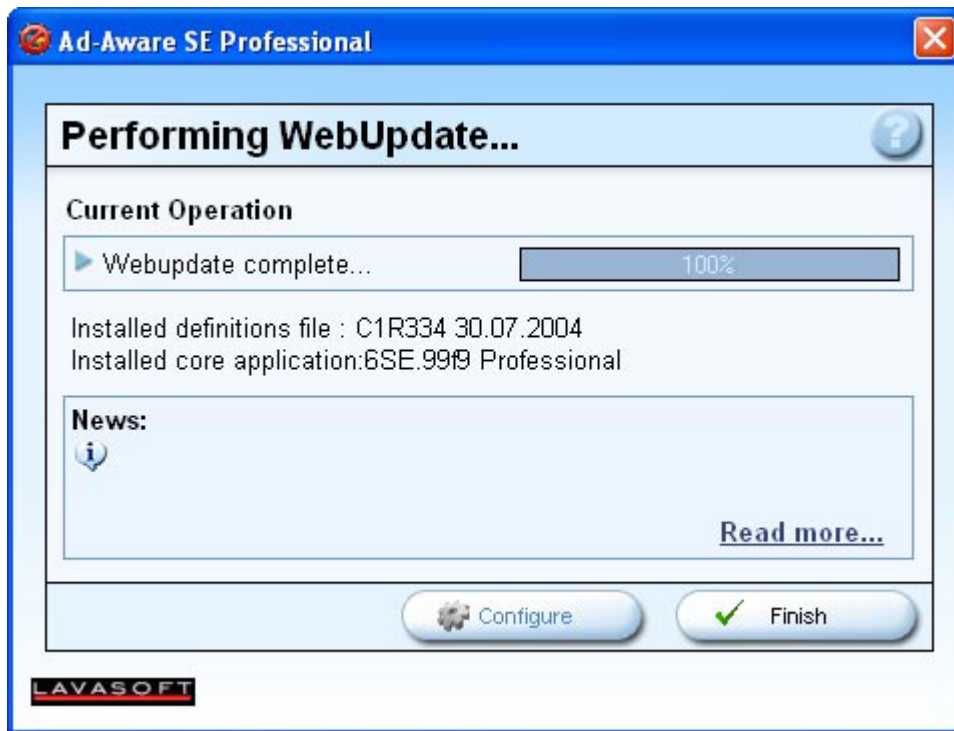 Ad-Aware SE Professional
Performing WebUpdate...
?
Current Operation
Webupdate complete...
100%
Installed definitions file : C1R334 30.07.2004
Installed core application:6SE.99f9 Professional
News:
i
Read more...
Configure
Finish
LAVASOFT